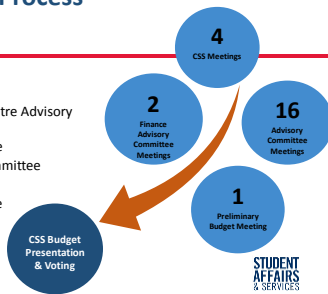 Process
4
CSS Meetings
tre Advisory
2
Finance
Advisory
Committee
Meetings
16
Advisory
Committee
Meetings
e
mmittee
e
1
Preliminary
Budget Meeting
CSS Budget
Presentation
& Voting
STUDENT
AFFAIRS
& SERVICES